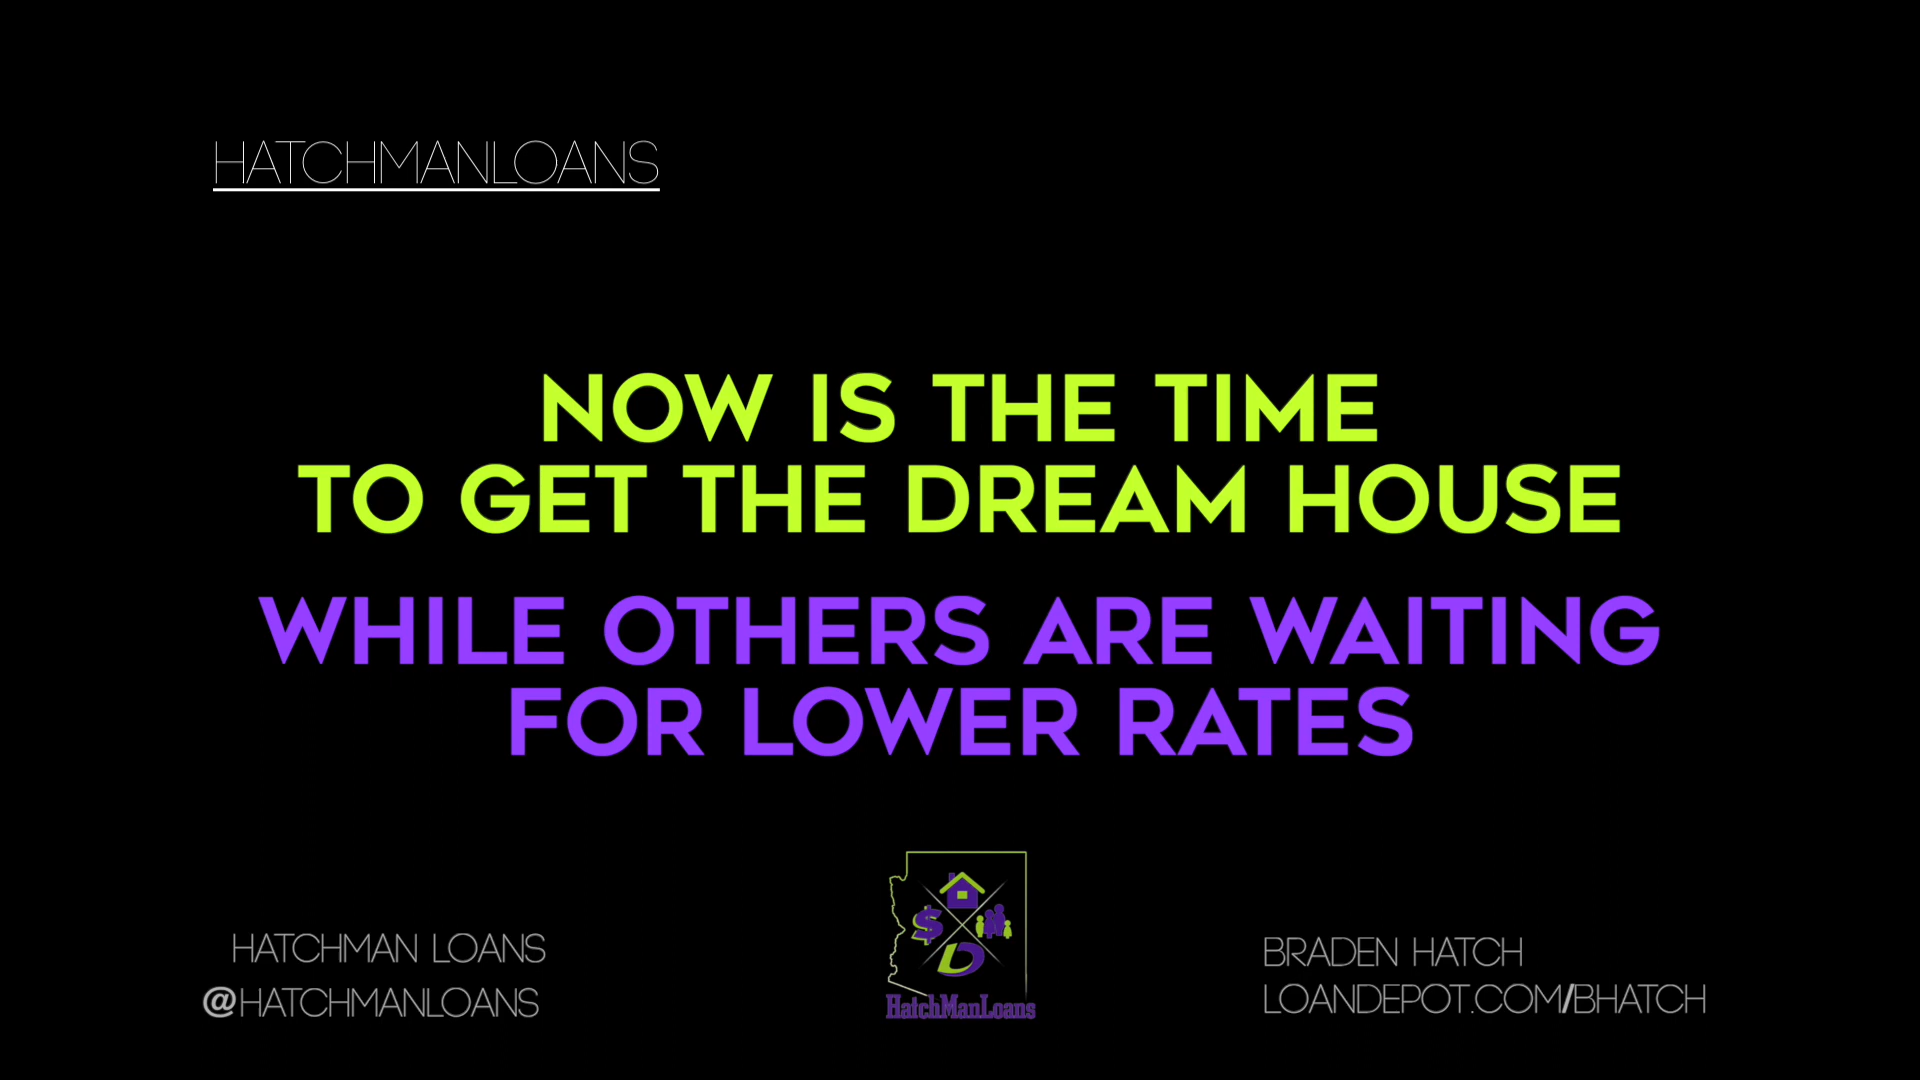 HATCHMANLOANS
NOW IS THE TIME
TO GET THE DREAM HOUSE
WHILE OTHERS ARE WAITING
FOR LOWER RATES
HATCHMAN LOANS
@HATCHMANLOANS
$
D
HatchManLoans
BRADEN HATCH
LOANDEPOT.COM/BHATCH